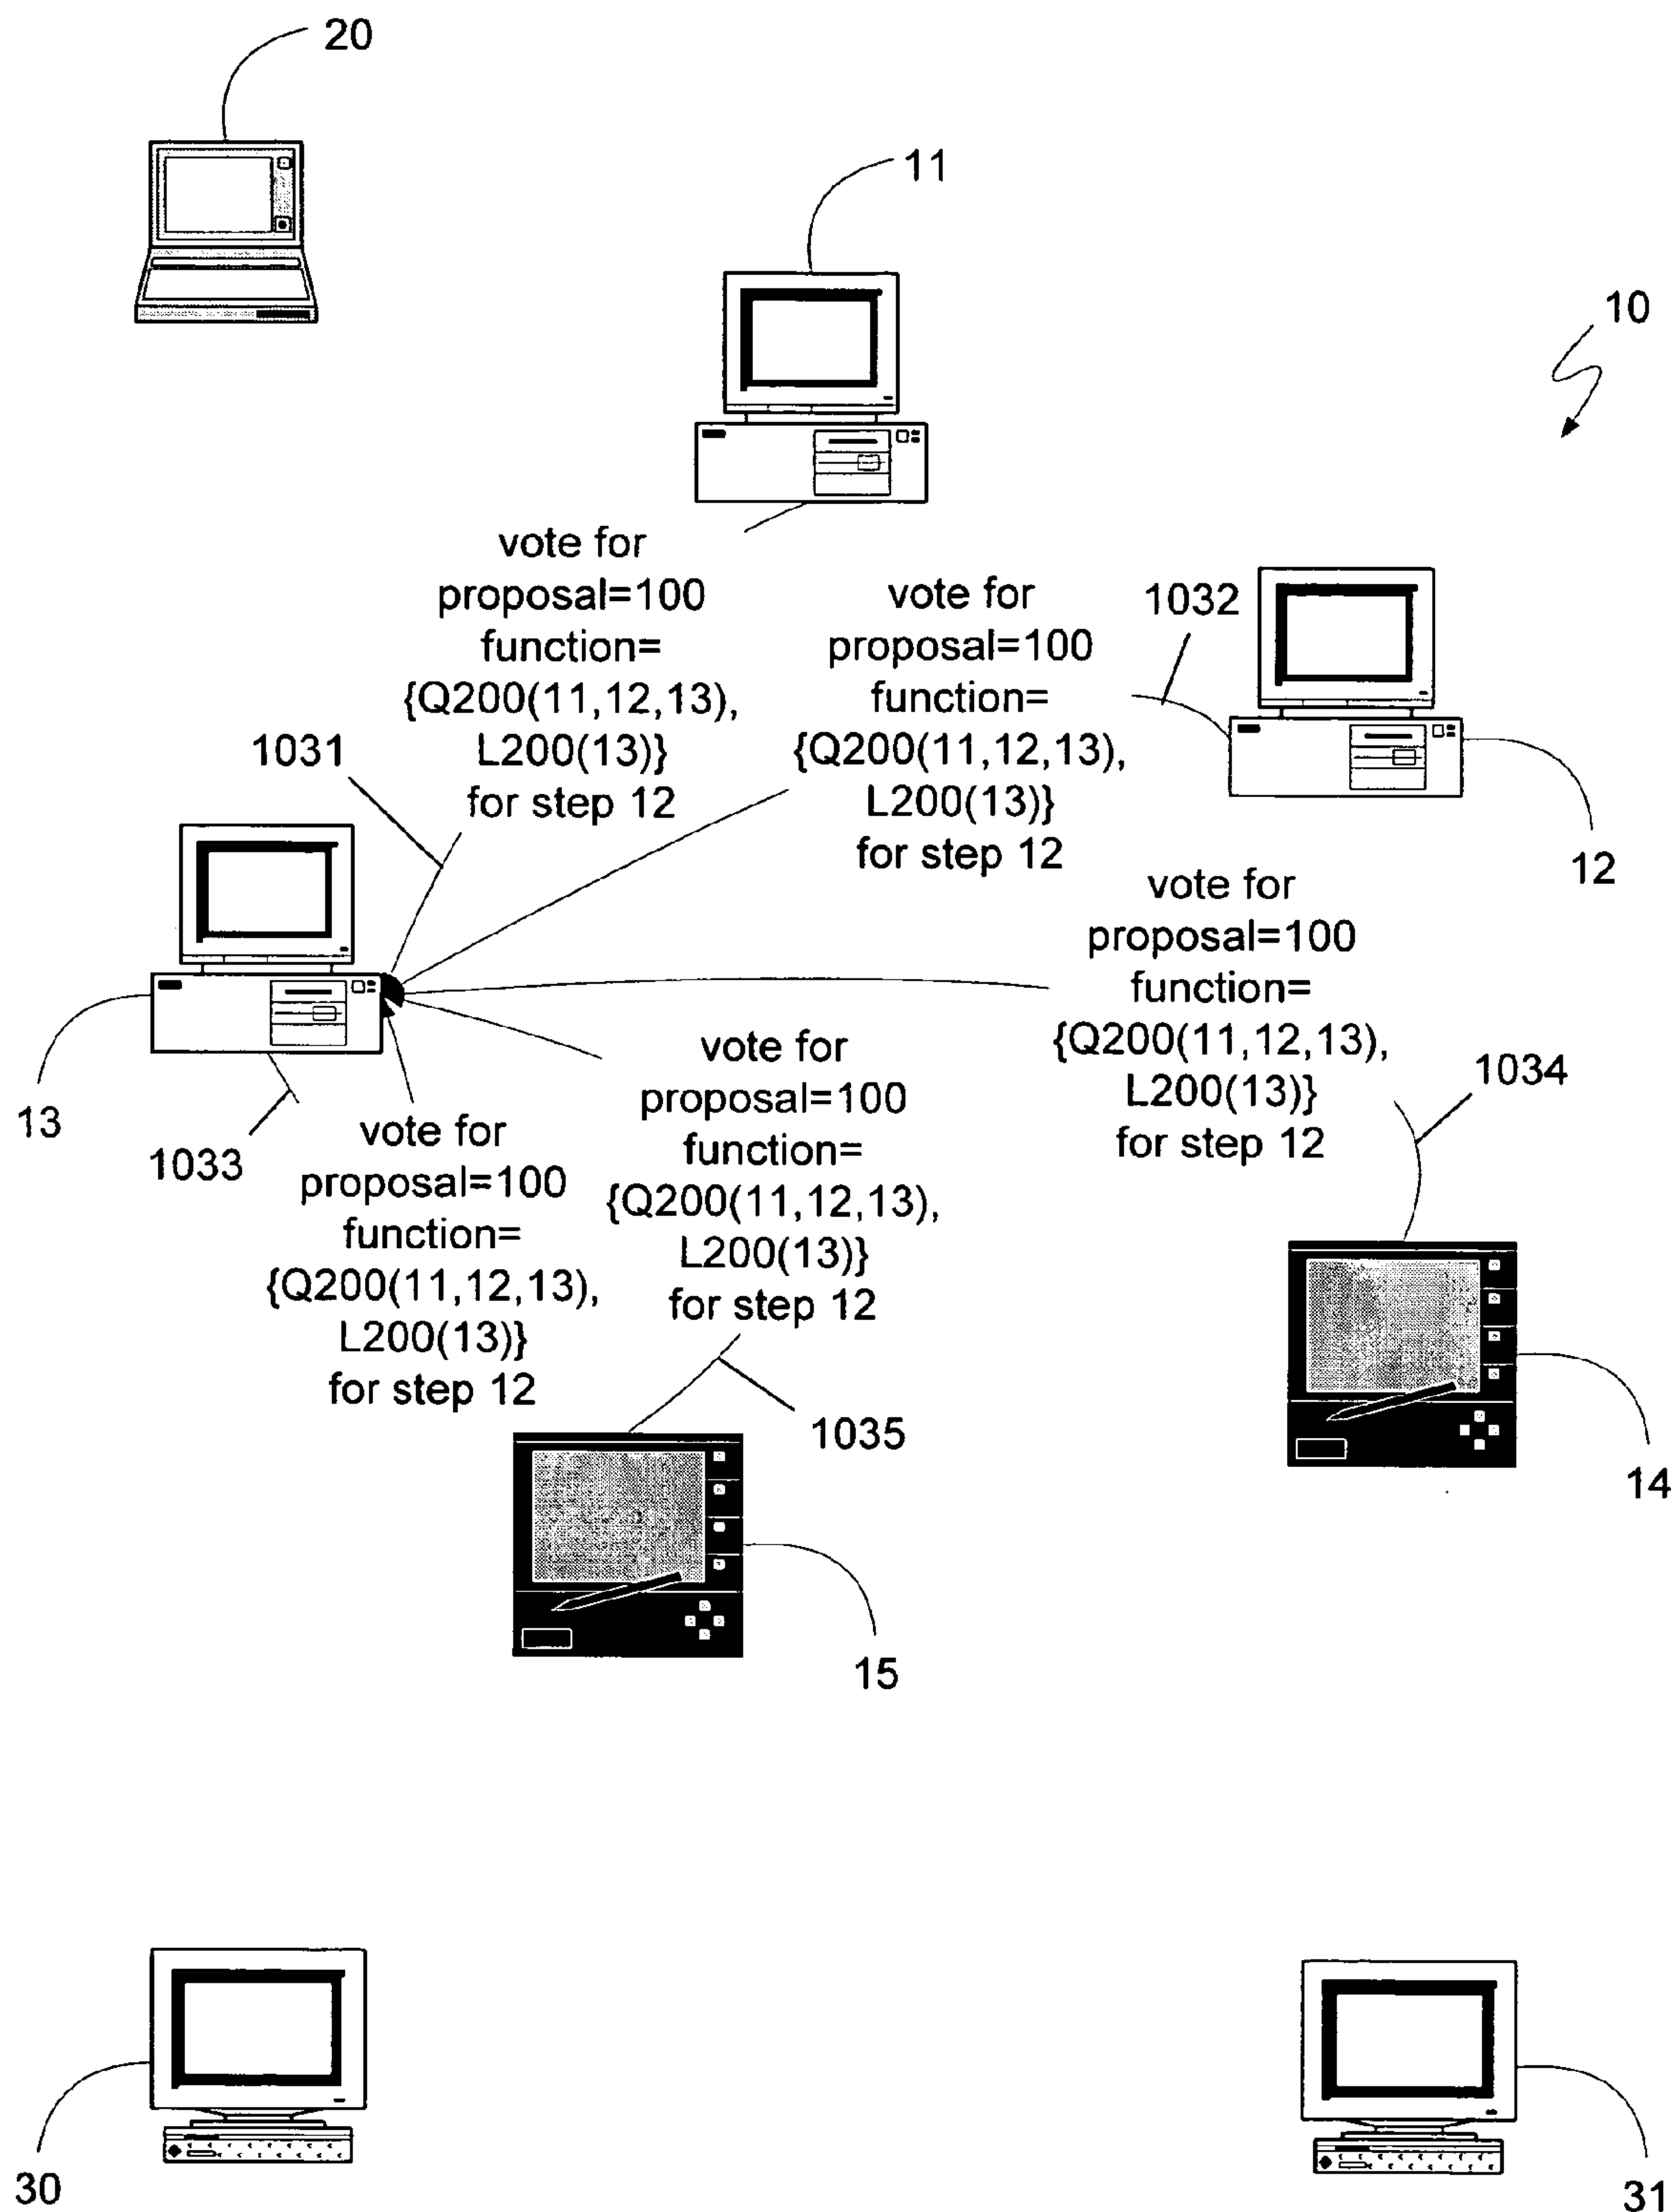 20
11
10
vote for
proposal=100
function=
{Q200(11,12,13),
L200(13)}
for step 12
vote for
proposal=100
function=
{Q200(11,12,13),
L200(13)}
for step 12
1032
1031
12
vote for
proposal=100
function=
{Q200(11,12,13),
L200(13)}
for step 12
1034
13
1033
vote for
proposal=100
function=
{Q200(11,12,13),
L200(13)}
for step 12
vote for
proposal=100
function=
{Q200(11,12,13),
L200(13)}
for step 12
1035
14
15
30
31